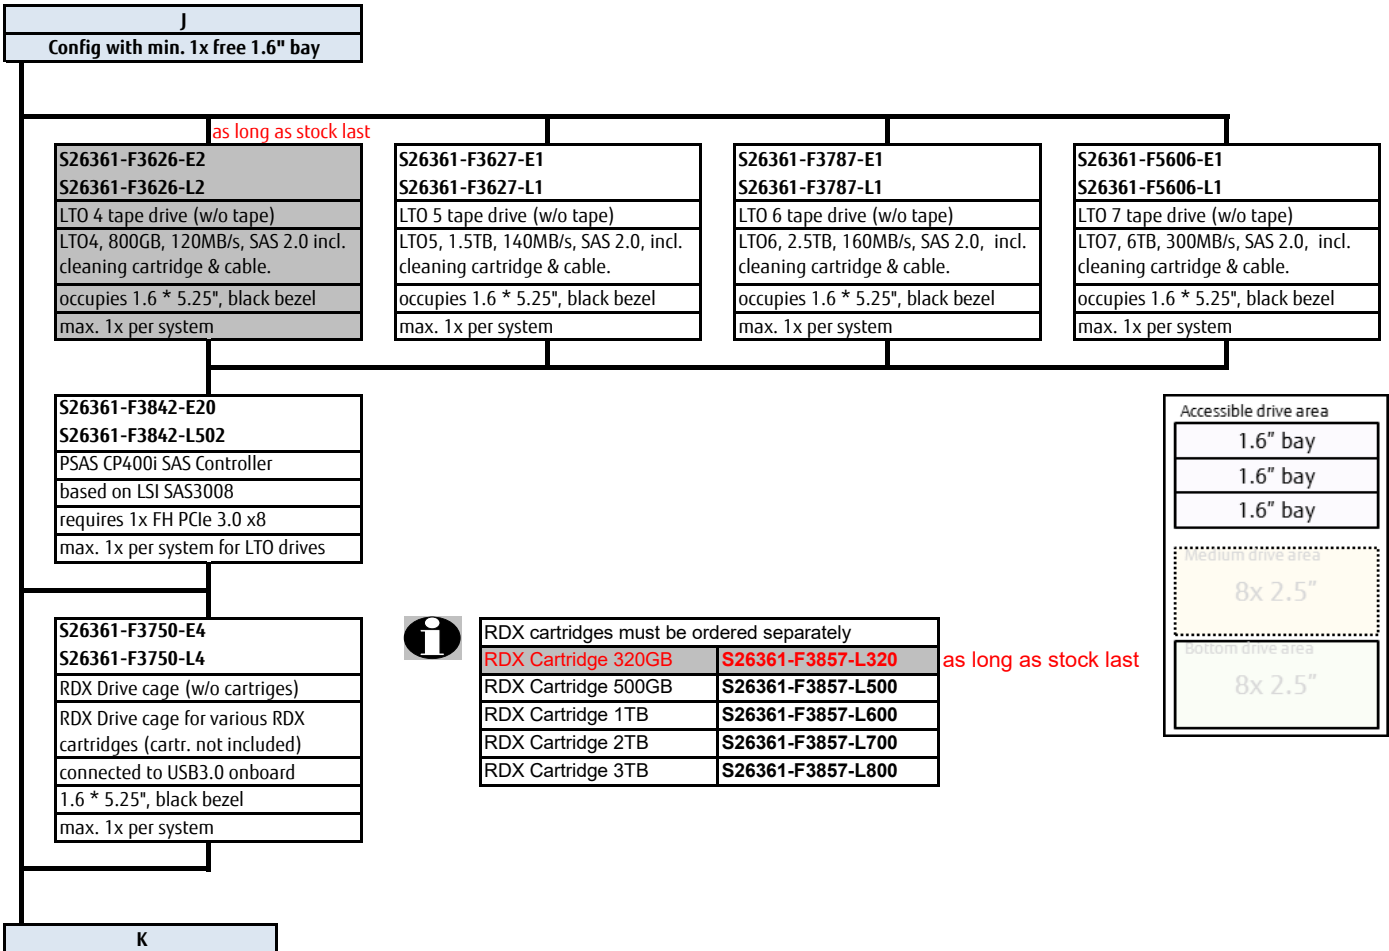 J
Config with min. 1x free 1.6" bay
as long as stock last
S26361-F3626-E2
S26361-F3626-L2
LTO 4 tape drive (w/o tape)
LTO4, 800GB, 120MB/s, SAS 2.0 incl.
cleaning cartridge & cable.
occupies 1.6 * 5.25", black bezel
max. 1x per system
S26361-F3627-E1
S26361-F3627-L1
LTO 5 tape drive (w/o tape)
LTO5, 1.5TB, 140MB/s, SAS 2.0, incl.
cleaning cartridge & cable.
occupies 1.6 * 5.25", black bezel
max. 1x per system
S26361-F3787-E1
S26361-F3787-L1
LTO 6 tape drive (w/o tape)
LTO6, 2.5TB, 160MB/s, SAS 2.0, incl.
cleaning cartridge & cable.
occupies 1.6 * 5.25", black bezel
max. 1x per system
S26361-F5606-E1
S26361-F5606-L1
LTO 7 tape drive (w/o tape)
LTO7, 6TB, 300MB/s, SAS 2.0, incl.
cleaning cartridge & cable.
occupies 1.6 * 5.25", black bezel
max. 1x per system
S26361-F3842-E20
S26361-F3842-L502
PSAS CP400i SAS Controller
based on LSI SAS3008
requires 1x FH PCIe 3.0 x8
max. 1x per system for LTO drives
Accessible drive area
1.6" bay
1.6" bay
1.6" bay
Medium drive area
8x 2.5"
Bottom drive area
8x 2.5"
S26361-F3750-E4
S26361-F3750-L4
RDX Drive cage (w/o cartriges)
RDX Drive cage for various RDX
cartridges (cartr. not included)
connected to USB3.0 onboard
1.6 * 5.25", black bezel
max. 1x per system
RDX cartridges must be ordered separately
RDX Cartridge 320GB S26361-F3857-L320 as long as stock last
RDX Cartridge 500GB S26361-F3857-L500
RDX Cartridge 1TB S26361-F3857-L600
RDX Cartridge 2TB S26361-F3857-L700
RDX Cartridge 3TB S26361-F3857-L800
K